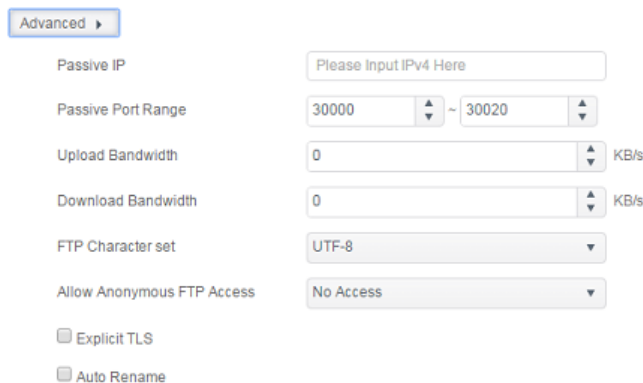 Advanced
Passive IP Please Input IPv4 Here
Passive Port Range 30000 ~ 30020
Upload Bandwidth 0 KB/s
Download Bandwidth 0 KB/s
FTP Character set UTF-8
Allow Anonymous FTP Access No Access
Explicit TLS
Auto Rename